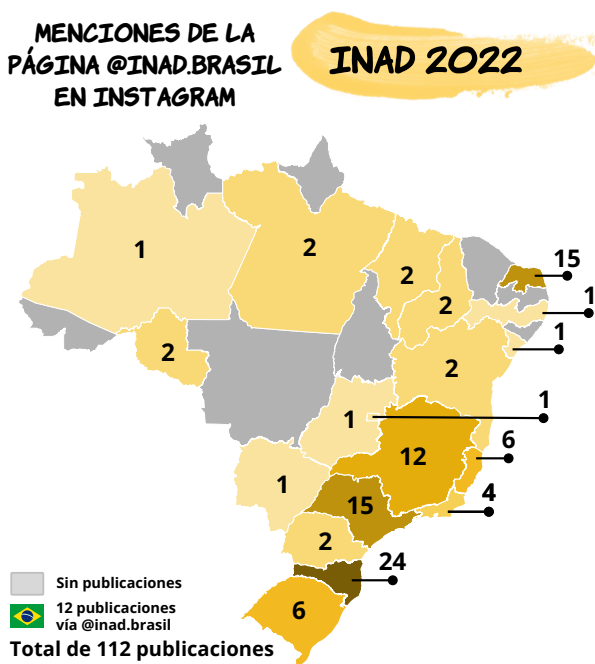 MENCIONES DE LA
PÁGINA @INAD.BRASIL
EN INSTAGRAM
INAD 2022
1
2
2
2
15
1
1
2
2
1
1
12
6
4
1
15
2
24
6
Sin publicaciones
12 publicaciones
vía @inad.brasil
Total de 112 publicaciones